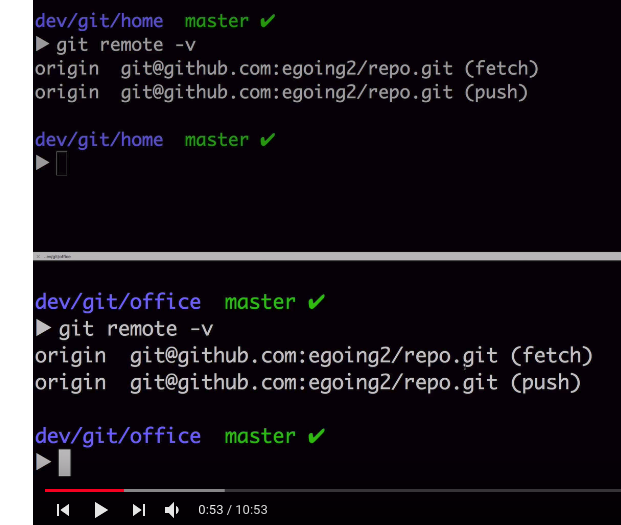 dev/git/home master ✔
▶ git remote -v
origin git@github.com:egoing2/repo.git (fetch)
origin git@github.com:egoing2/repo.git (push)
dev/git/home master ✔
▶
dev/git/office master ✔
▶ git remote -v
origin git@github.com:egoing2/repo.git (fetch)
origin git@github.com:egoing2/repo.git (push)
dev/git/office master ✔
▶
0:53 / 10:53